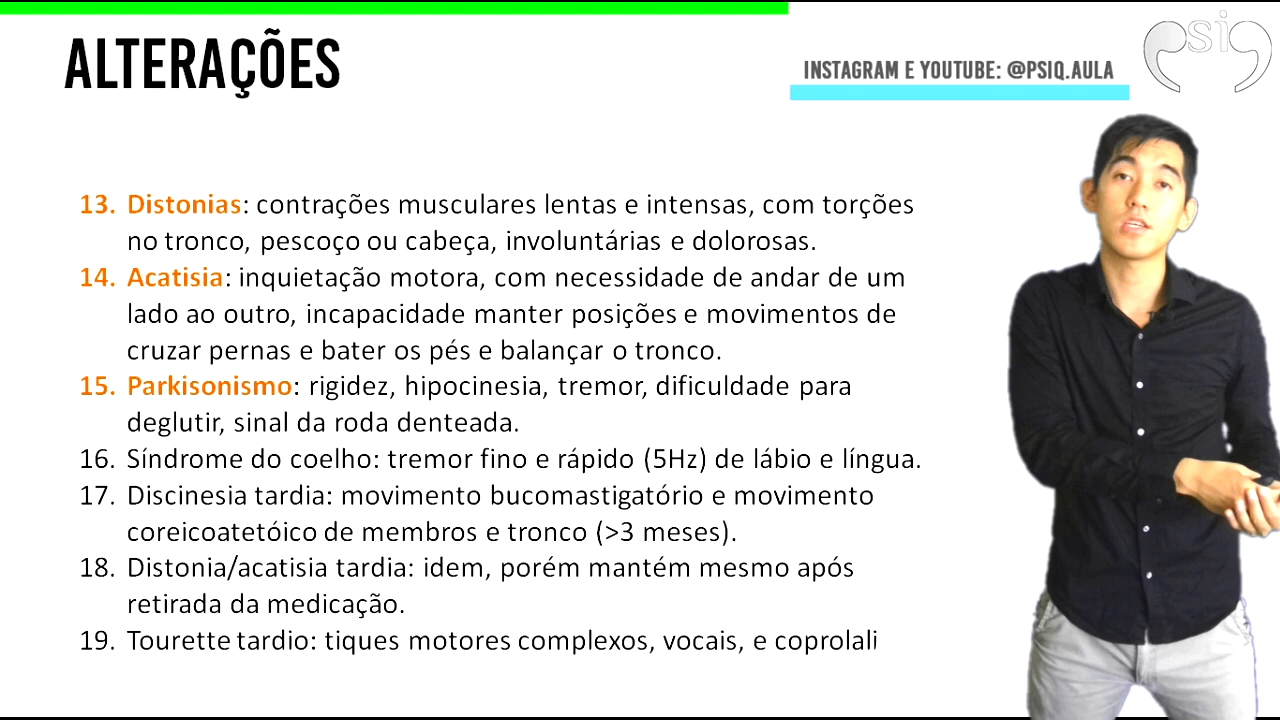 ALTERAÇÕES
INSTAGRAM E YOUTUBE: @PSIQ.AULA
psiq
13. Distonias: contrações musculares lentas e intensas, com torções
no tronco, pescoço ou cabeça, involuntárias e dolorosas.
14. Acatisia: inquietação motora, com necessidade de andar de um
lado ao outro, incapacidade manter posições e movimentos de
cruzar pernas e bater os pés e balançar o tronco.
15. Parkisonismo: rigidez, hipocinesia, tremor, dificuldade para
deglutir, sinal da roda denteada.
16. Síndrome do coelho: tremor fino e rápido (5Hz) de lábio e língua.
17. Discinesia tardia: movimento bucomastigatório e movimento
coreicoatetóico de membros e tronco (>3 meses).
18. Distonia/acatisia tardia: idem, porém mantém mesmo após
retirada da medicação.
19. Tourette tardio: tiques motores complexos, vocais, e coprolali